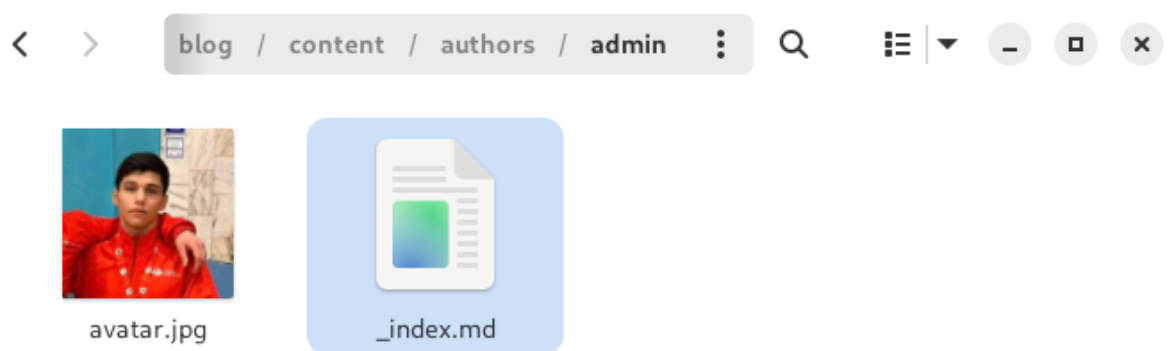 blog / content / authors / admin
avatar.jpg
_index.md